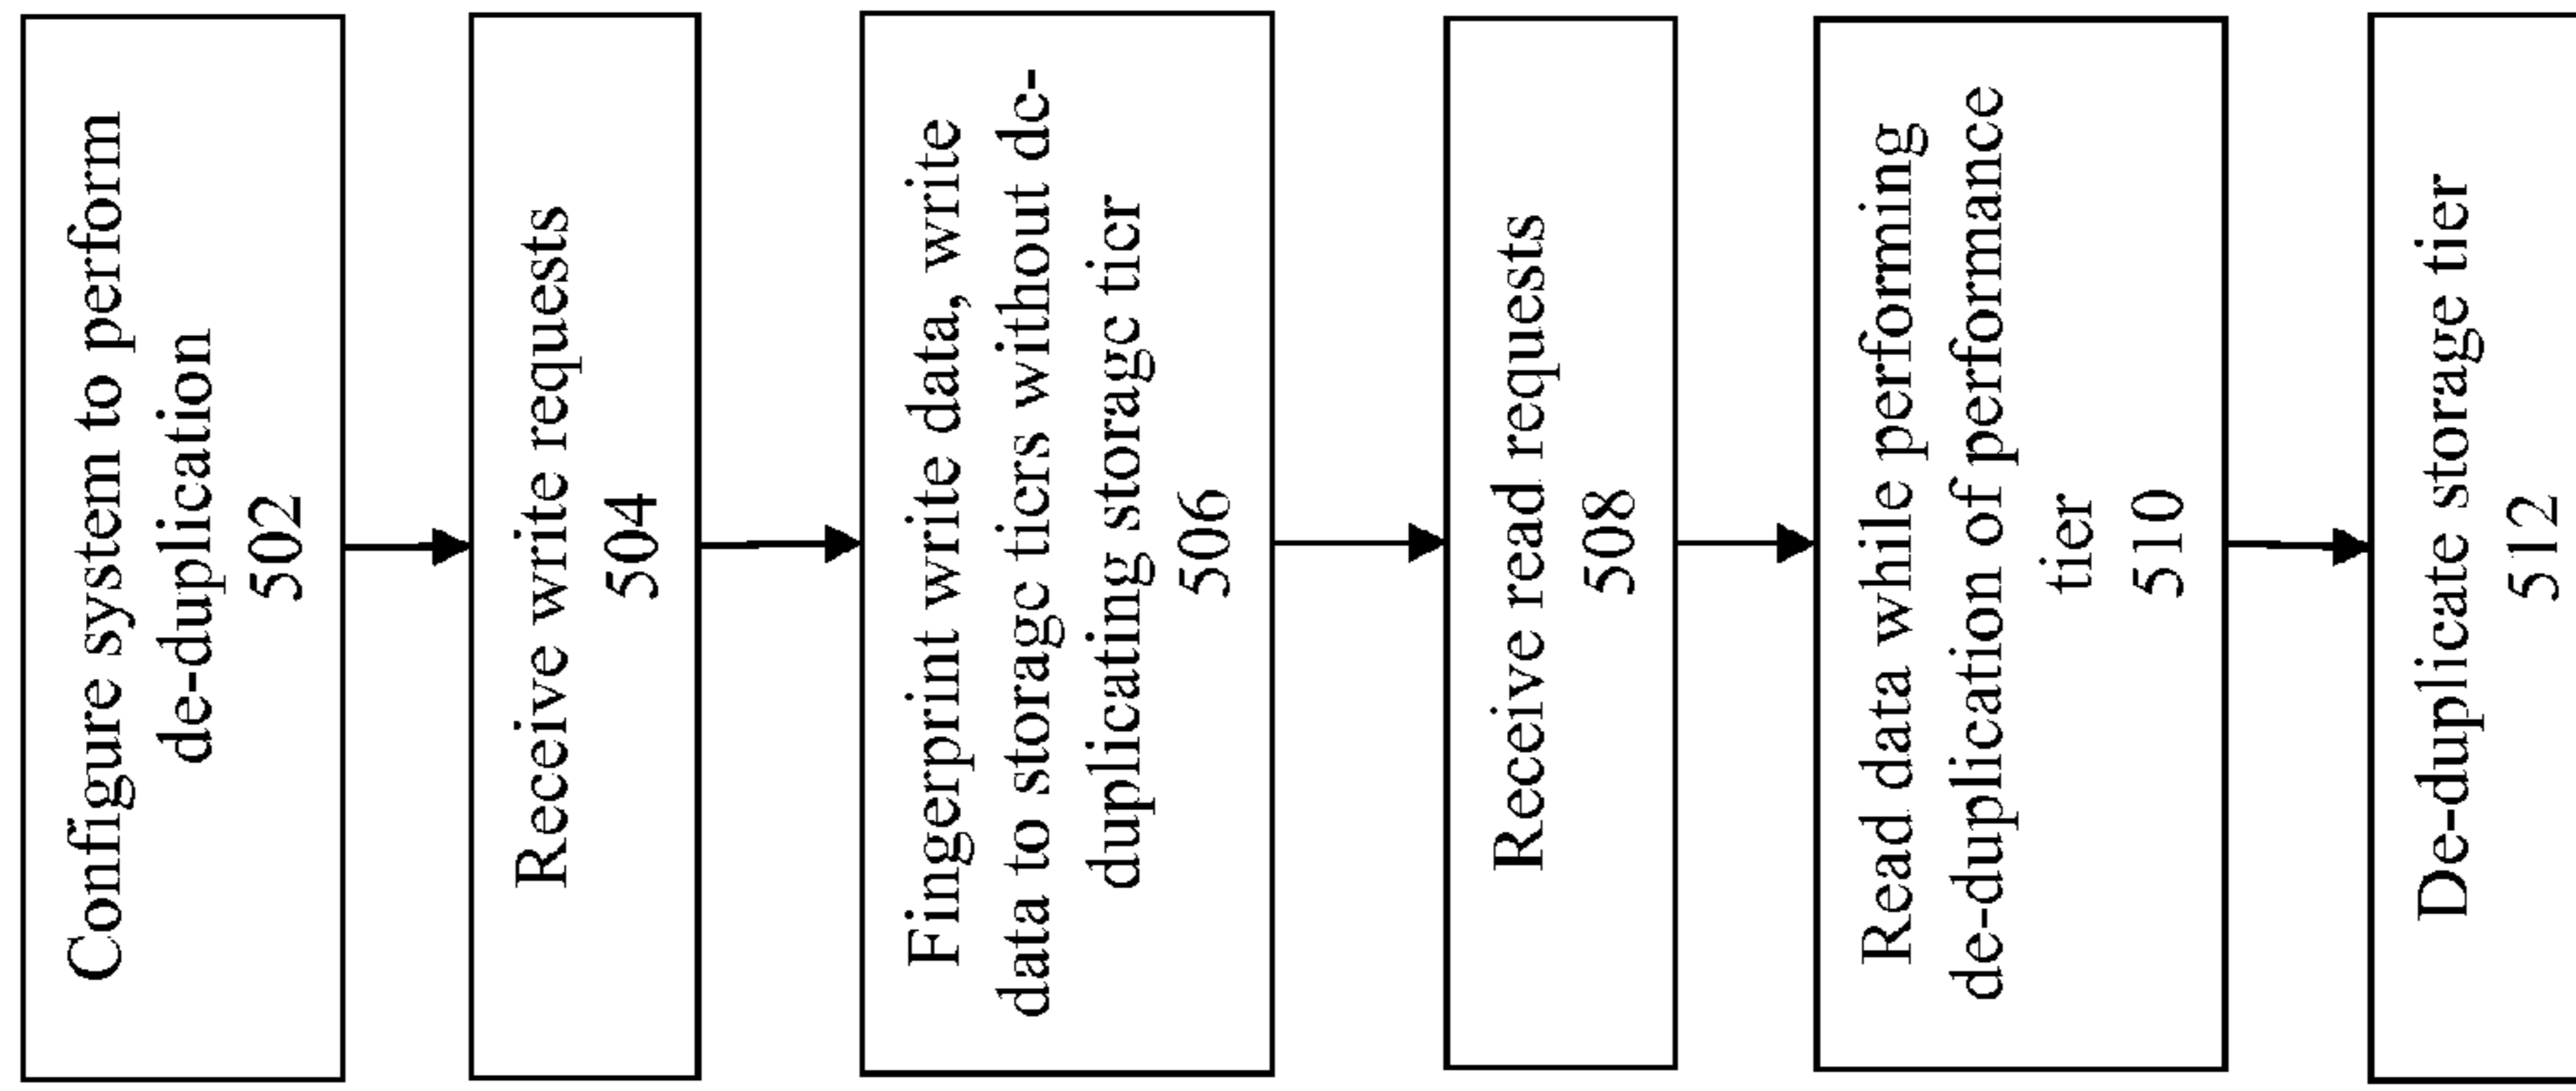 Configure system to perform
de-duplication
502
Receive write requests
504
Fingerprint write data, write
data to storage tiers without de-
duplicating storage tier
506
Receive read requests
508
Read data while performing
de-duplication of performance
tier
510
De-duplicate storage tier
512